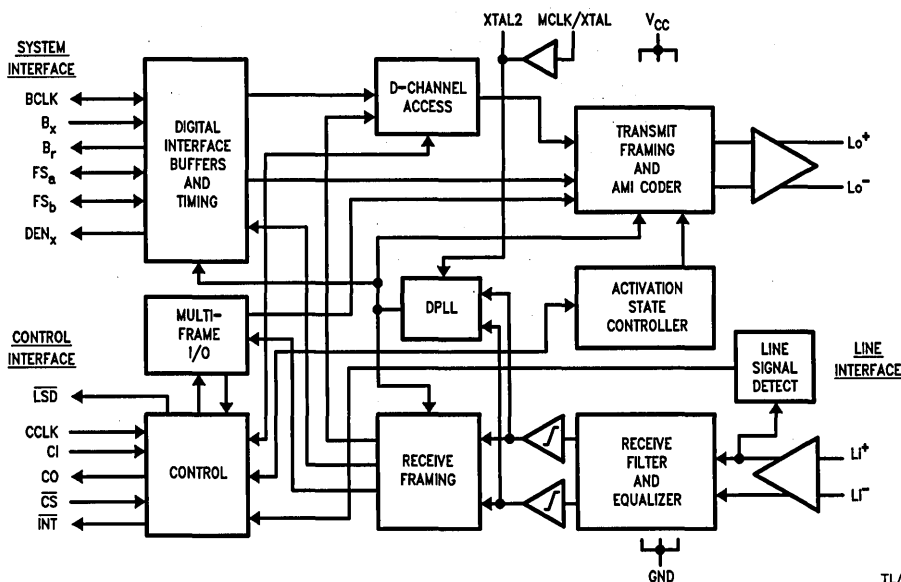 XTAL2 MCLK/XTAL
VCC
SYSTEM
INTERFACE
BCLK
Bx
Br
FSa
FSb
DENx
DIGITAL
INTERFACE
BUFFERS
AND
TIMING
D-CHANNEL
ACCESS
TRANSMIT
FRAMING
AND
AMI CODER
Lo+
Lo-
MULTI-
FRAME
I/O
DPLL
ACTIVATION
STATE
CONTROLLER
CONTROL
INTERFACE
LSD
CCLK
CI
CO
CS
INT
CONTROL
RECEIVE
FRAMING
RECEIVE
FILTER
AND
EQUALIZER
LINE
SIGNAL
DETECT
LINE
INTERFACE
LI+
LI-
GND
TL/